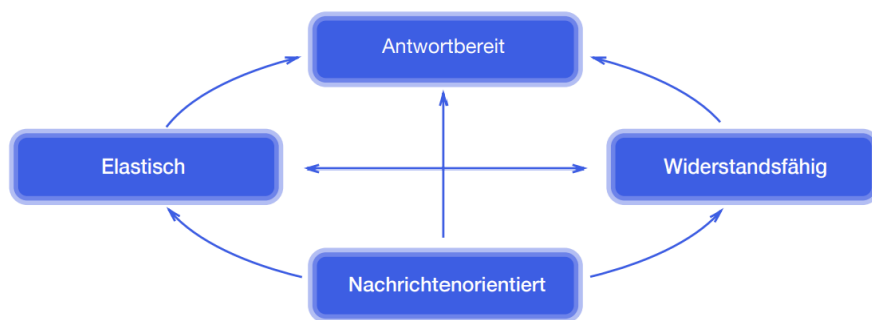 Antwortbereit
Elastisch
Widerstandsfähig
Nachrichtenorientiert